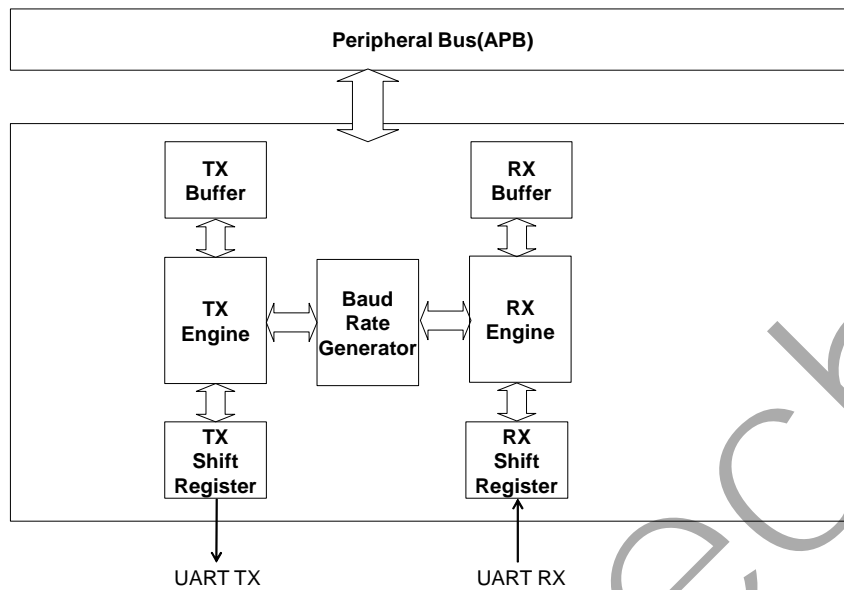 Peripheral Bus(APB)
TX
Buffer
RX
Buffer
TX
Engine
Baud
Rate
Generator
RX
Engine
TX
Shift
Register
RX
Shift
Register
UART TX
UART RX